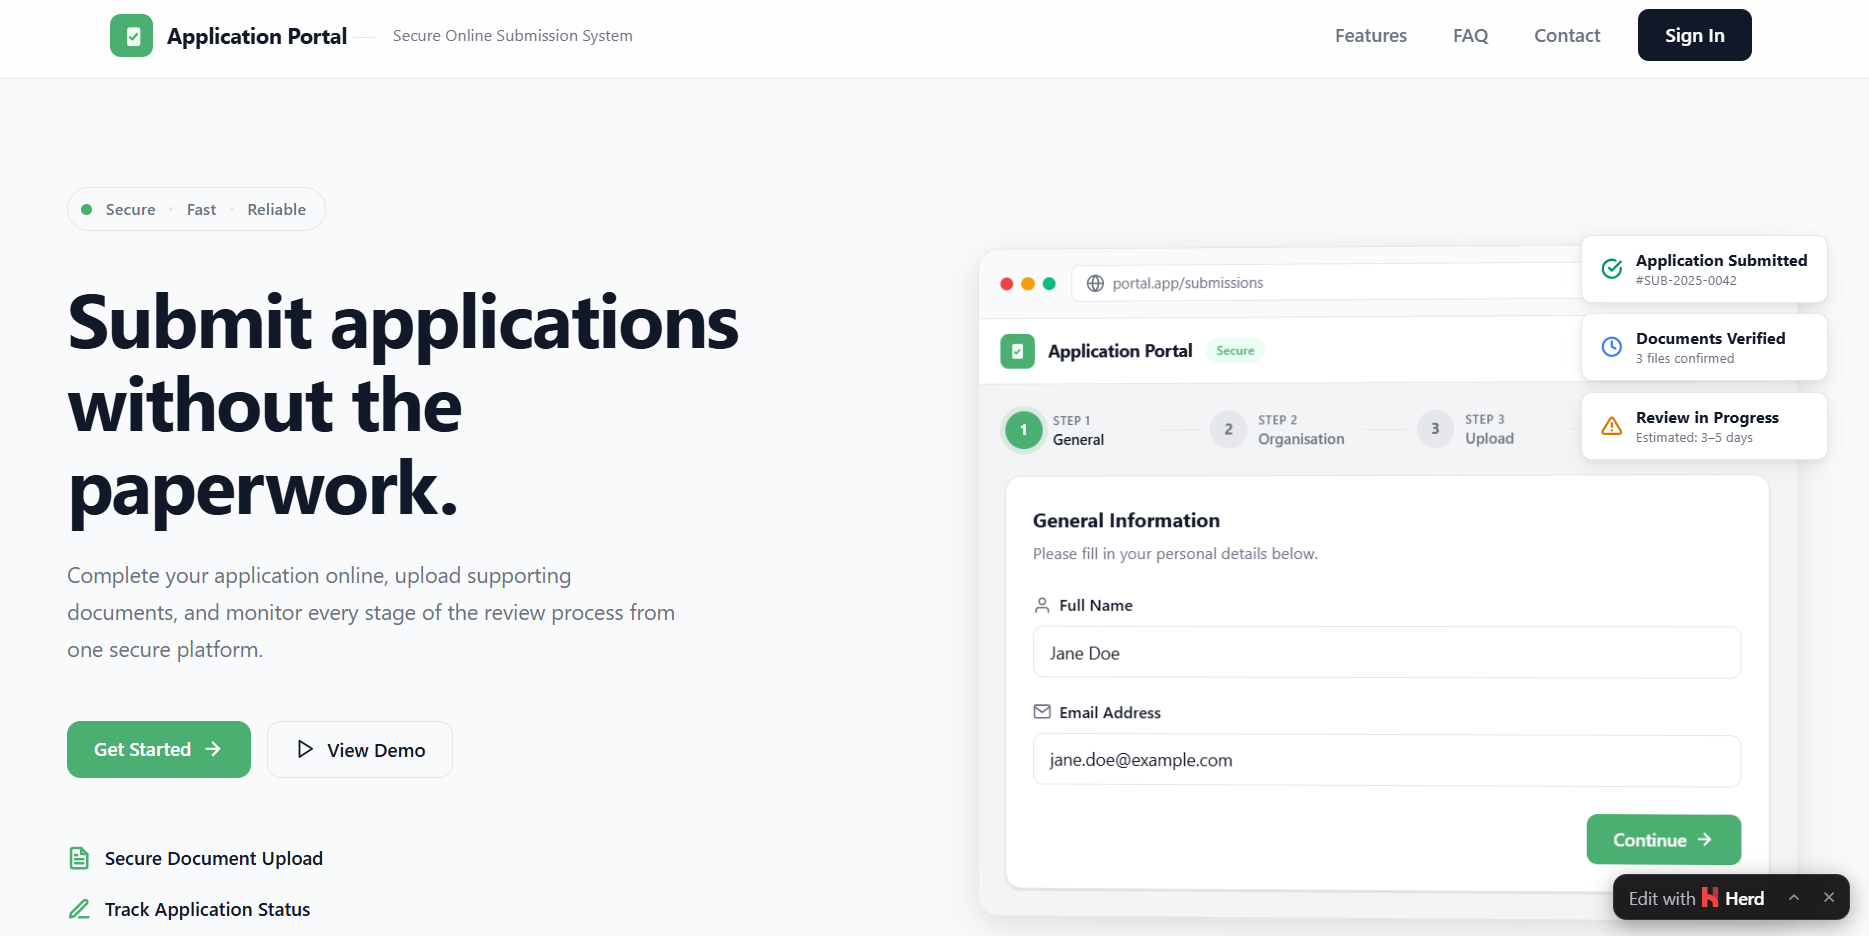 Application Portal
Secure Online Submission System
Features
FAQ
Contact
Sign In
Secure
Fast
Reliable
Submit applications
without the
paperwork.
Complete your application online, upload supporting
documents, and monitor every stage of the review process from
one secure platform.
Get Started
View Demo
Secure Document Upload
Track Application Status
portal.app/submissions
Application Portal
Secure
1
STEP 1
General
2
STEP 2
Organisation
3
STEP 3
Upload
Application Submitted
#SUB-2025-0042
Documents Verified
3 files confirmed
Review in Progress
Estimated: 3–5 days
General Information
Please fill in your personal details below.
Full Name
Jane Doe
Email Address
jane.doe@example.com
Continue
Edit with Herd